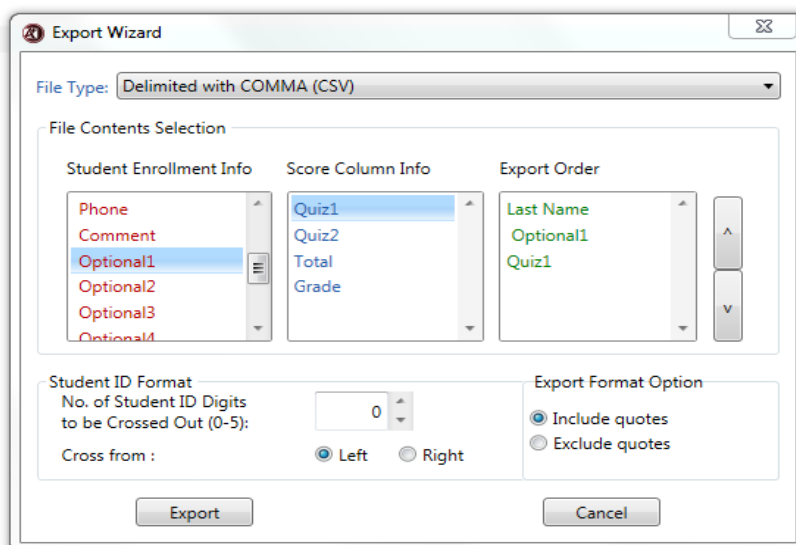 Export Wizard
File Type: Delimited with COMMA (CSV)
File Contents Selection
Student Enrollment Info Score Column Info Export Order
Phone Quiz1 Last Name
Comment Quiz2 Optional1
Optional1 Total Quiz1
Optional2 Grade
Optional3
Optional4
Student ID Format Export Format Option
No. of Student ID Digits
to be Crossed Out (0-5): 0 Include quotes
Cross from : Left Right Exclude quotes
Export Cancel